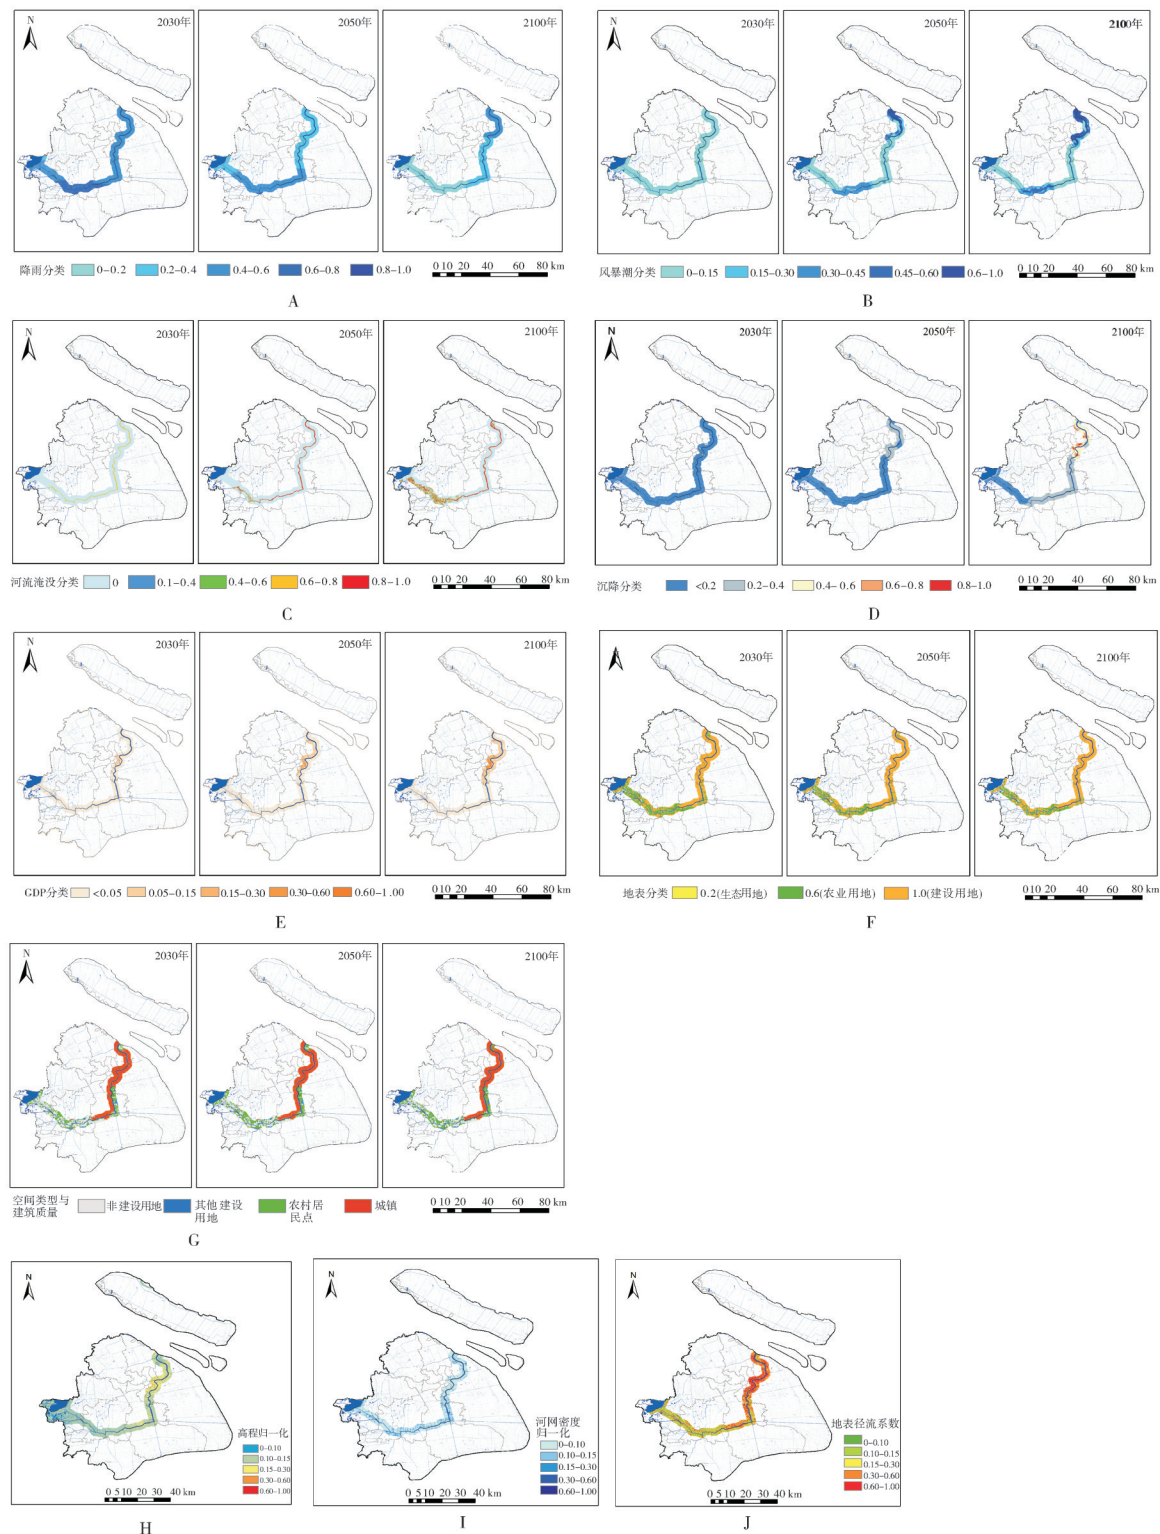 N 2030年 2050年 2100年
降雨分类 0-0.2 0.2-0.4 0.4-0.6 0.6-0.8 0.8-1.0 0 10 20 40 60 80 km
A
2030年 2050年 2100年
风暴潮分类 0-0.15 0.15-0.30 0.30-0.45 0.45-0.60 0.6-1.0 0 10 20 40 60 80 km
B
N 2030年 2050年 2100年
河流淹没分类 0 0.1-0.4 0.4-0.6 0.6-0.8 0.8-1.0 0 10 20 40 60 80 km
C
N 2030年 2050年 2100年
沉降分类 <0.2 0.2-0.4 0.4-0.6 0.6-0.8 0.8-1.0 0 10 20 40 60 80 km
D
N 2030年 2050年 2100年
GDP分类 <0.05 0.05-0.15 0.15-0.30 0.30-0.60 0.60-1.00 0 10 20 40 60 80 km
E
2030年 2050年 2100年
地表分类 0.2(生态用地) 0.6(农业用地) 1.0(建设用地) 0 10 20 40 60 80 km
F
N 2030年 2050年 2100年
空间类型与
建筑质量 非建设用地 其他建设
用地 农村居
民点 城镇 0 10 20 40 60 80 km
G
N
高程归一化
0-0.10
0.10-0.15
0.15-0.30
0.30-0.60
0.60-1.00
0 5 10 20 30 40 km
H
N
河网密度
归一化
0-0.10
0.10-0.15
0.15-0.30
0.30-0.60
0.60-1.00
0 5 10 20 30 40 km
I
N
地表径流系数
0-0.10
0.10-0.15
0.15-0.30
0.30-0.60
0.60-1.00
0 5 10 20 30 40 km
J